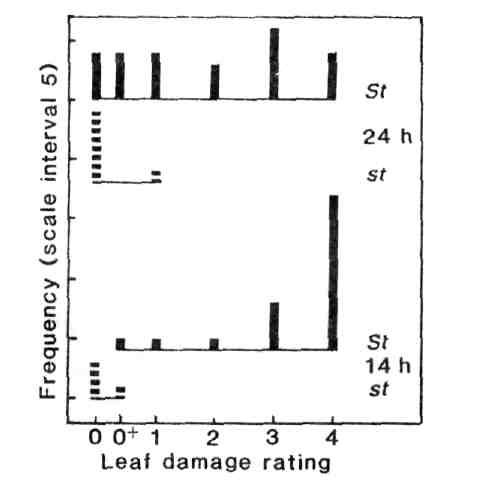 Frequency (scale interval 5)
St
24 h
st
St
14 h
st
0 0+ 1 2 3 4
Leaf damage rating